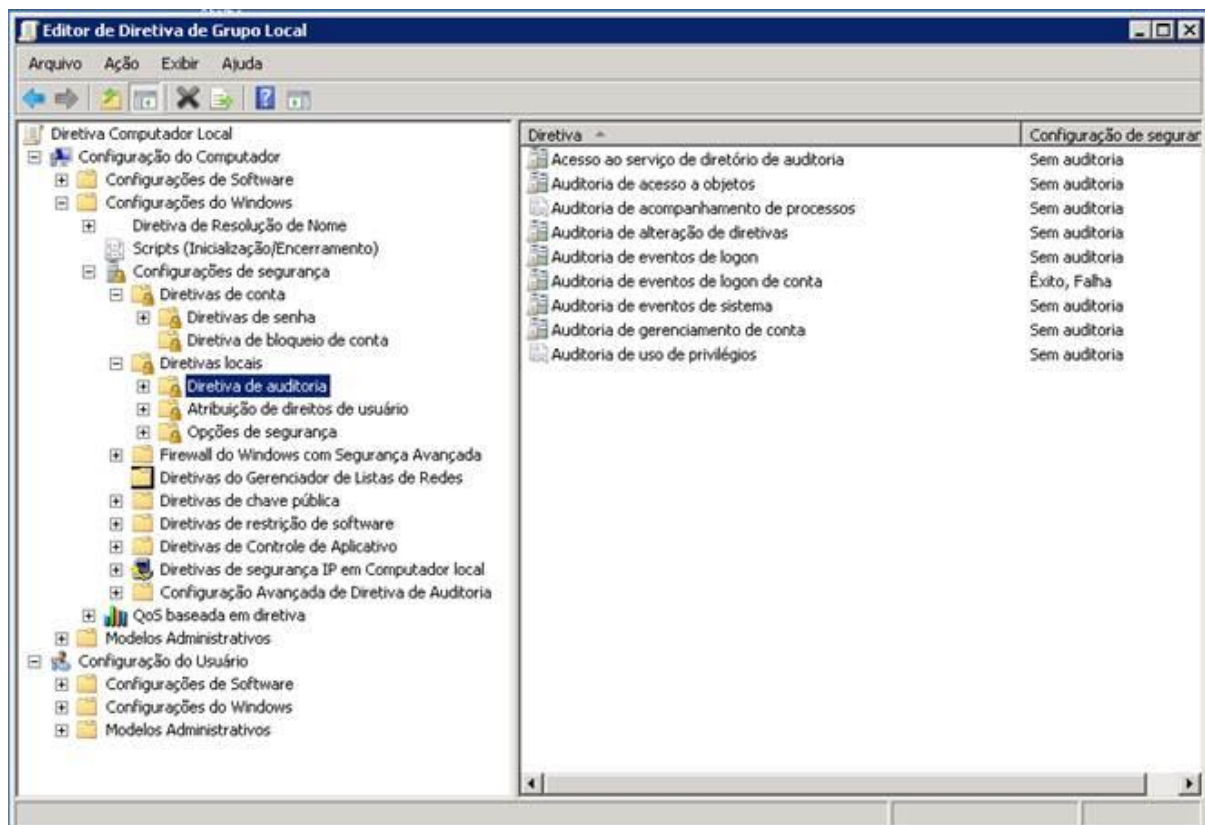 Editor de Diretiva de Grupo Local
Arquivo Ação Exibir Ajuda
Diretiva Computador Local
Configuração do Computador
Configurações de Software
Configurações do Windows
Diretiva de Resolução de Nome
Scripts (Inicialização/Encerramento)
Configurações de segurança
Diretivas de conta
Diretivas de senha
Diretiva de bloqueio de conta
Diretivas locais
Diretiva de auditoria
Atribuição de direitos de usuário
Opções de segurança
Firewall do Windows com Segurança Avançada
Diretivas do Gerenciador de Listas de Redes
Diretivas de chave pública
Diretivas de restrição de software
Diretivas de Controle de Aplicativo
Diretivas de segurança IP em Computador local
Configuração Avançada de Diretiva de Auditoria
QoS baseada em diretiva
Modelos Administrativos
Configuração do Usuário
Configurações de Software
Configurações do Windows
Modelos Administrativos
Diretiva Configuração de seguran
Acesso ao serviço de diretório de auditoria Sem auditoria
Auditoria de acesso a objetos Sem auditoria
Auditoria de acompanhamento de processos Sem auditoria
Auditoria de alteração de diretivas Sem auditoria
Auditoria de eventos de logon Sem auditoria
Auditoria de eventos de logon de conta Êxito, Falha
Auditoria de eventos de sistema Sem auditoria
Auditoria de gerenciamento de conta Sem auditoria
Auditoria de uso de privilégios Sem auditoria